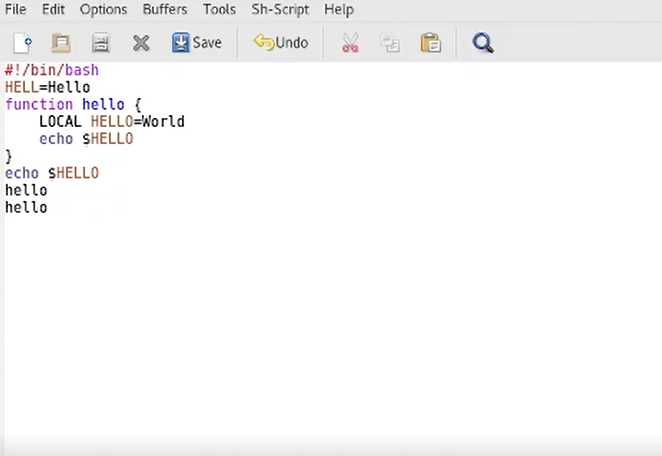 File Edit Options Buffers Tools Sh-Script Help
Save Undo
#!/bin/bash
HELL=Hello
function hello {
    LOCAL HELLO=World
    echo $HELLO
}
echo $HELLO
hello
hello